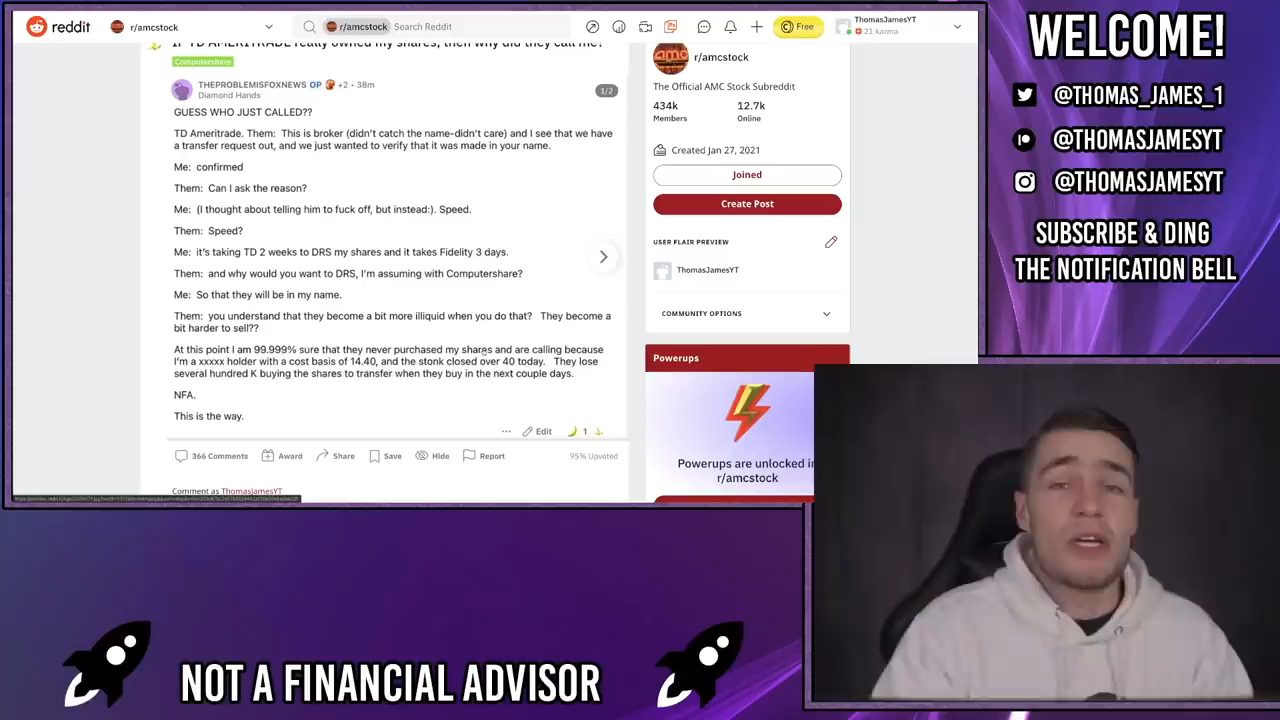 reddit
r/amcstock
r/amcstock Search Reddit
Free
ThomasJamesYT
21 karma
IF TD AMERITRADE really owned my shares, then why did they call me?
Computershare
THEPROBLEMISFOXNEWS OP +2 • 38m
Diamond Hands
1/2
GUESS WHO JUST CALLED??
TD Ameritrade. Them: This is broker (didn't catch the name-didn't care) and I see that we have
a transfer request out, and we just wanted to verify that it was made in your name.
Me: confirmed
Them: Can I ask the reason?
Me: (I thought about telling him to fuck off, but instead:). Speed.
Them: Speed?
Me: it's taking TD 2 weeks to DRS my shares and it takes Fidelity 3 days.
Them: and why would you want to DRS, I'm assuming with Computershare?
Me: So that they will be in my name.
Them: you understand that they become a bit more illiquid when you do that? They become a
bit harder to sell??
At this point I am 99.999% sure that they never purchased my shares and are calling because
I'm a xxxx holder with a cost basis of 14.40, and the stonk closed over 40 today. They lose
several hundred K buying the shares to transfer when they buy in the next couple days.
NFA.
This is the way.
Edit 1
366 Comments Award Share Save Hide Report 95% Upvoted
Comment as ThomasJamesYT
amc
r/amcstock
The Official AMC Stock Subreddit
434k 12.7k
Members Online
Created Jan 27, 2021
Joined
Create Post
USER FLAIR PREVIEW
ThomasJamesYT
COMMUNITY OPTIONS
Powerups
Powerups are unlocked in
r/amcstock
WELCOME!
@THOMAS_JAMES_1
@THOMASJAMESYT
@THOMASJAMESYT
SUBSCRIBE & DING
THE NOTIFICATION BELL
NOT A FINANCIAL ADVISOR